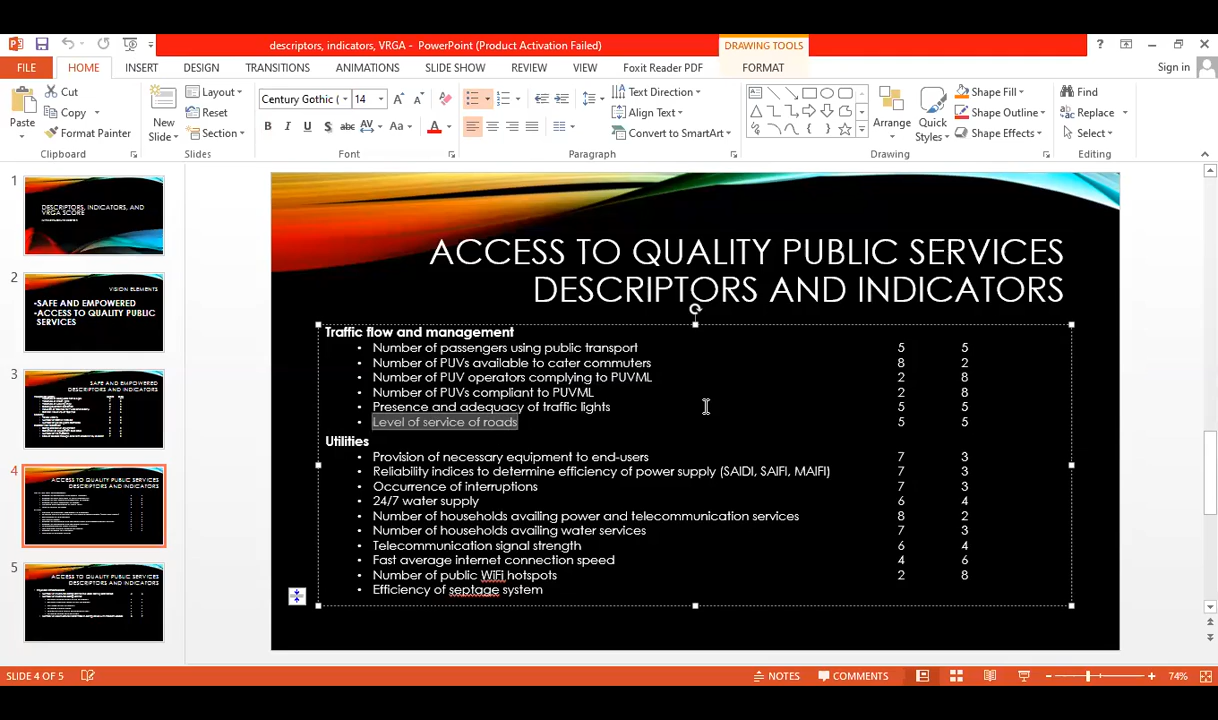 descriptors, indicators, VRGA - PowerPoint (Product Activation Failed)
DRAWING TOOLS
FILE HOME INSERT DESIGN TRANSITIONS ANIMATIONS SLIDE SHOW REVIEW VIEW Foxit Reader PDF FORMAT
Sign in
Paste
Cut
Copy
Format Painter
Clipboard
New Slide
Layout
Reset
Section
Slides
Century Gothic ( 14
B I U S abc AV Aa A
Font
Text Direction
Align Text
Convert to SmartArt
Paragraph
Arrange
Quick Styles
Shape Fill
Shape Outline
Shape Effects
Drawing
Find
Replace
Select
Editing
1
DESCRIPTORS, INDICATORS, AND
VRGA SCORE
2
VISION ELEMENTS
•SAFE AND EMPOWERED
•ACCESS TO QUALITY PUBLIC
SERVICES
3
SAFE AND EMPOWERED
DESCRIPTORS AND INDICATORS
4
ACCESS TO QUALITY PUBLIC SERVICES
DESCRIPTORS AND INDICATORS
5
ACCESS TO QUALITY PUBLIC SERVICES
DESCRIPTORS AND INDICATORS
ACCESS TO QUALITY PUBLIC SERVICES
DESCRIPTORS AND INDICATORS
Traffic flow and management
• Number of passengers using public transport 5 5
• Number of PUVs available to cater commuters 8 2
• Number of PUV operators complying to PUVML 2 8
• Number of PUVs compliant to PUVML 2 8
• Presence and adequacy of traffic lights 5 5
• Level of service of roads 5 5
Utilities
• Provision of necessary equipment to end-users 7 3
• Reliability indices to determine efficiency of power supply (SAIDI, SAIFI, MAIFI) 7 3
• Occurrence of interruptions 7 3
• 24/7 water supply 6 4
• Number of households availing power and telecommunication services 8 2
• Number of households availing water services 7 3
• Telecommunication signal strength 6 4
• Fast average internet connection speed 4 6
• Number of public WiFi hotspots 2 8
• Efficiency of septage system
SLIDE 4 OF 5
NOTES
COMMENTS
74%